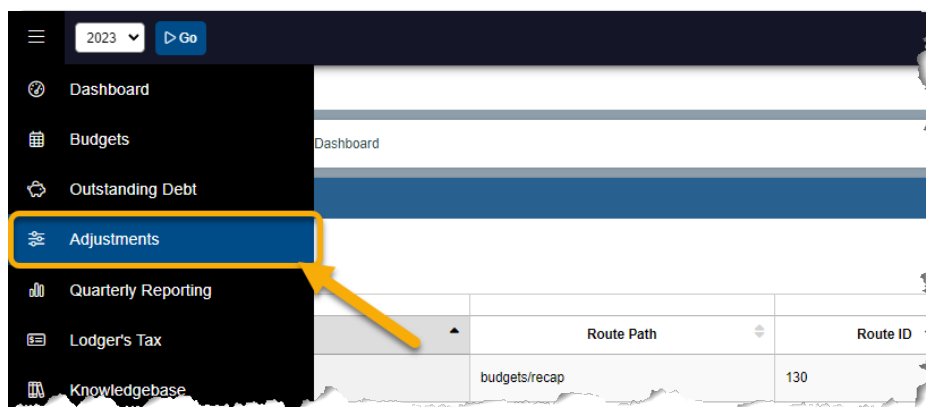 2023 Go
Dashboard
Budgets
Dashboard
Outstanding Debt
Adjustments
Quarterly Reporting
Lodger's Tax
Route Path
Route ID
Knowledgebase
budgets/recap
130